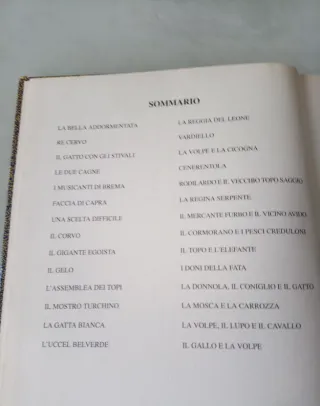 SOMMARIO
LA BELLA ADDORMENTATA
RE CERVO
IL GATTO CON GLI STIVALI
LE DUE CAGNE
I MUSICANTI DI BREMA
FACCIA DI CAPRA
UNA SCELTA DIFFICILE
IL CORVO
IL GIGANTE EGOISTA
IL GELO
L'ASSEMBLEA DEI TOPI
IL MOSTRO TURCHINO
LA GATTA BIANCA
L'UCCEL BELVERDE
LA REGGIA DEL LEONE
VARDIELLO
LA VOLPE E LA CICOGNA
CENERENTOLA
RODILARDO E IL VECCHIO TOPO SAGGIO
LA REGINA SERPENTE
IL MERCANTE FURBO E IL VICINO AVIDO
IL CORMORANO E I PESCI CREDULONI
IL TOPO E L'ELEFANTE
I DONI DELLA FATA
LA DONNOLA, IL CONIGLIO E IL GATTO
LA MOSCA E LA CARROZZA
LA VOLPE, IL LUPO E IL CAVALLO
IL GALLO E LA VOLPE